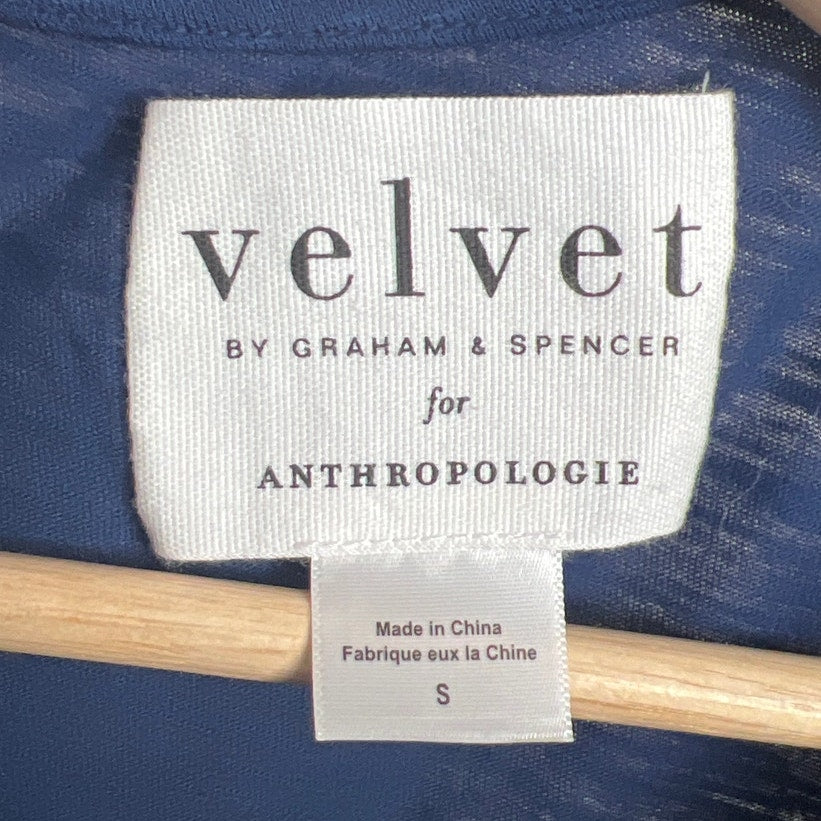 velvet
BY GRAHAM & SPENCER
for
ANTHROPOLOGIE
Made in China
Fabrique eux la Chine
S